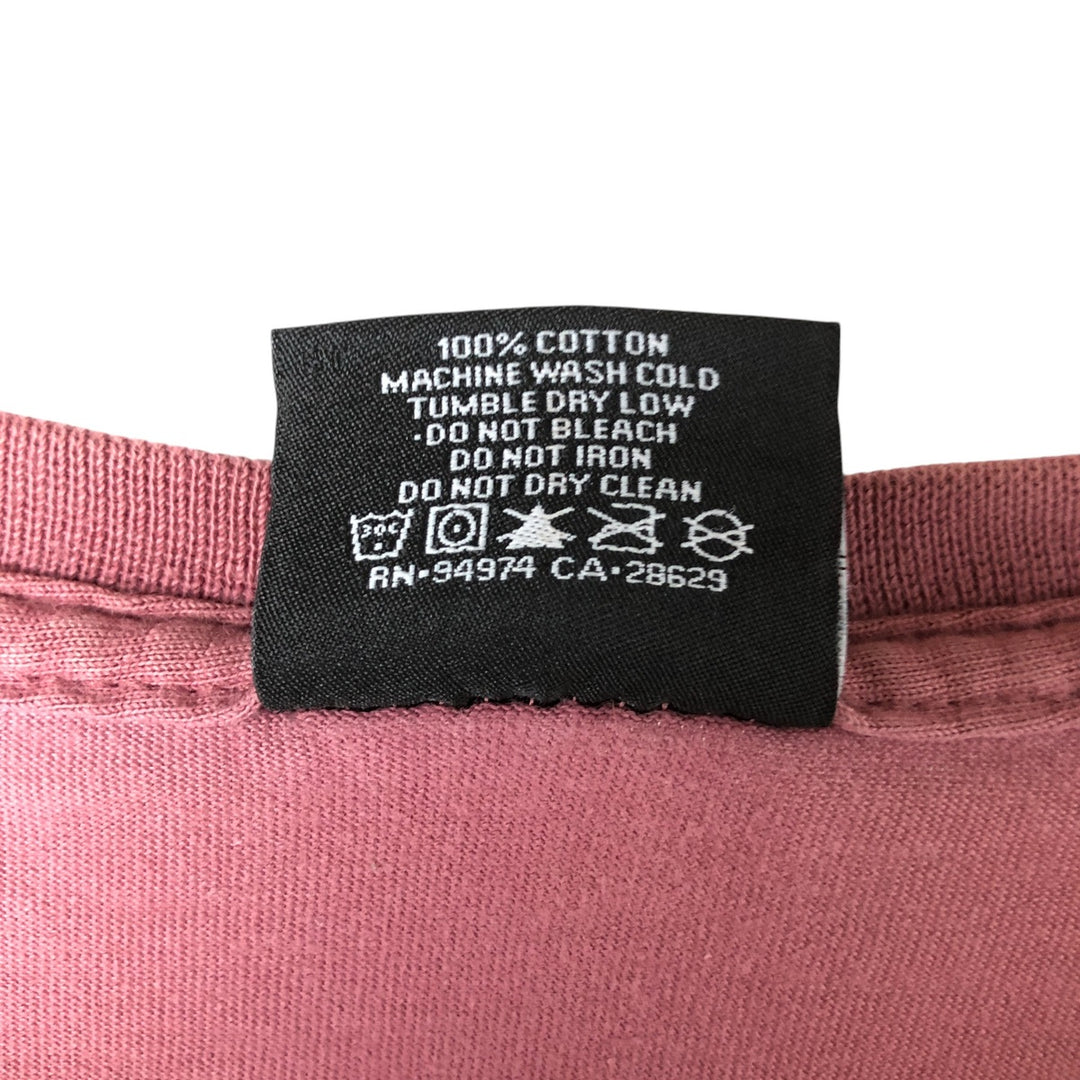 100% COTTON
MACHINE WASH COLD
TUMBLE DRY LOW
·DO NOT BLEACH
DO NOT IRON
DO NOT DRY CLEAN
30C
RN·94974 CA·28629